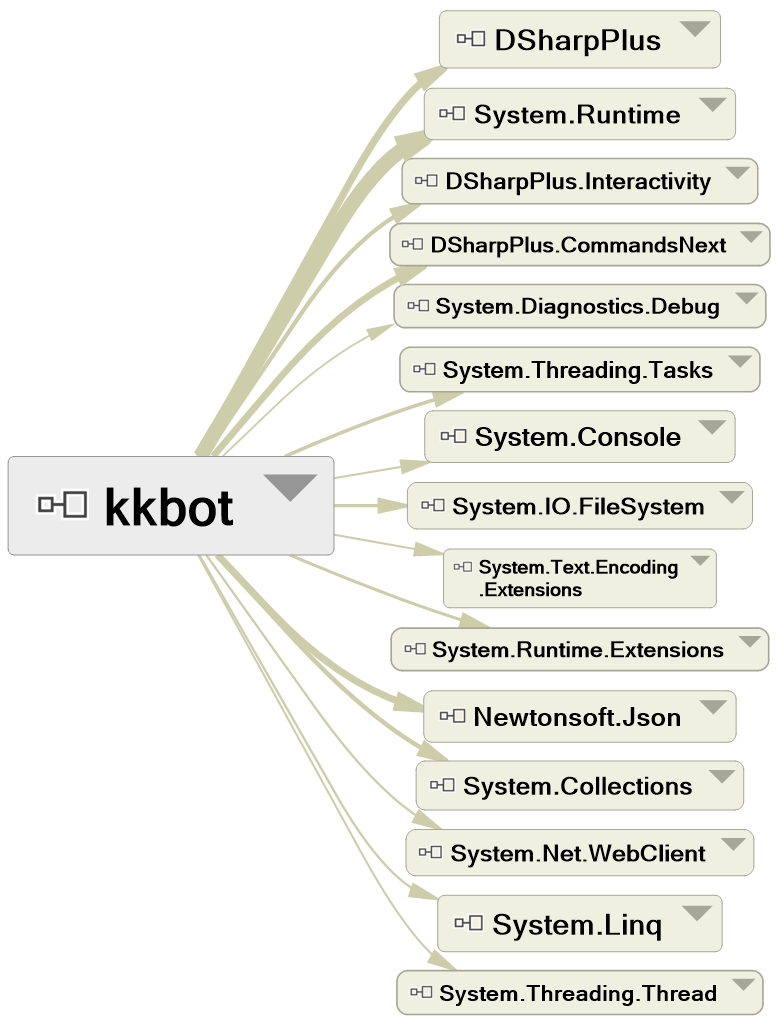 DSharpPlus
System.Runtime
DSharpPlus.Interactivity
DSharpPlus.CommandsNext
System.Diagnostics.Debug
System.Threading.Tasks
System.Console
kkbot
System.IO.FileSystem
System.Text.Encoding
.Extensions
System.Runtime.Extensions
Newtonsoft.Json
System.Collections
System.Net.WebClient
System.Linq
System.Threading.Thread